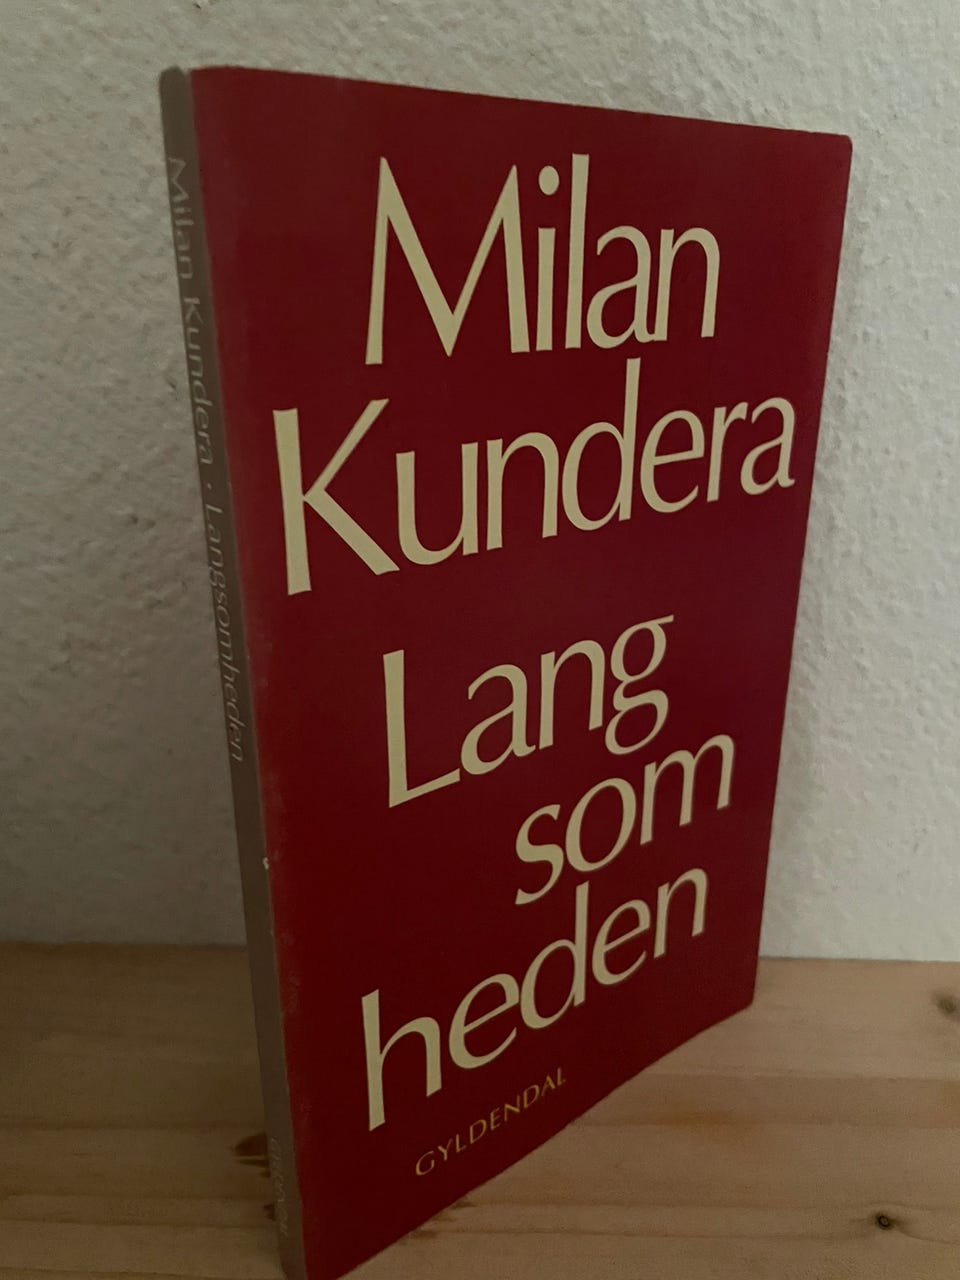 Milan
Kundera
Lang
som
heden
GYLDENDAL
Milan Kundera · Langsomheden